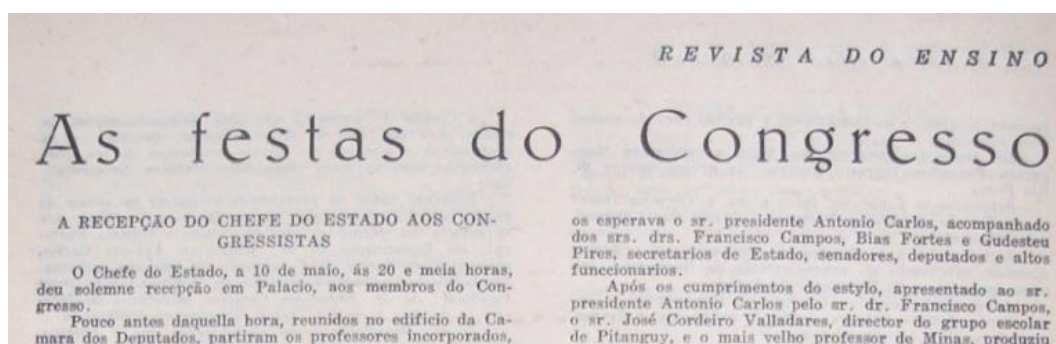 REVISTA DO ENSINO
As festas do Congresso
A RECEPÇÃO DO CHEFE DO ESTADO AOS CON-
GRESSISTAS
O Chefe do Estado, a 10 de maio, ás 20 e meia horas,
deu solemne recepção em Palacio, aos membros do Con-
gresso.
Pouco antes daquella hora, reunidos no edificio da Ca-
mara dos Deputados, partiram os professores incorporados,
os esperava o sr. presidente Antonio Carlos, acompanhado
dos srs. drs. Francisco Campos, Bias Fortes e Gudesteu
Pires, secretarios de Estado, senadores, deputados e altos
funccionarios.
Após os cumprimentos do estylo, apresentado ao sr.
presidente Antonio Carlos pelo sr. dr. Francisco Campos,
o sr. José Cordeiro Valladares, director do grupo escolar
de Pitanguy, e o mais velho professor de Minas, produziu